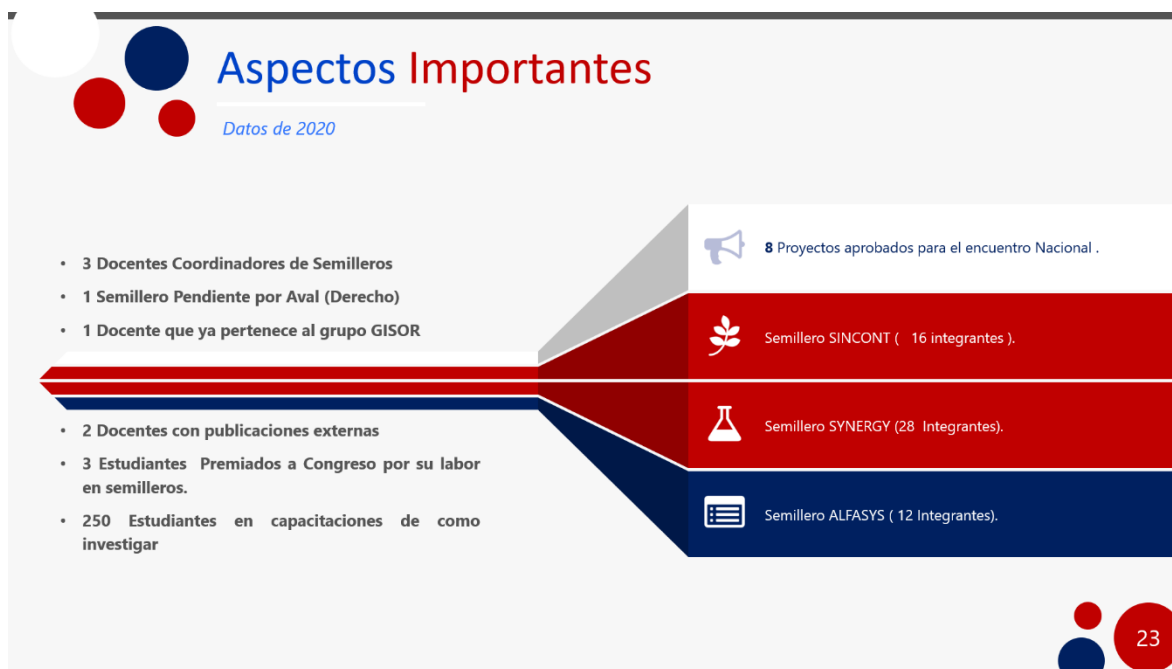 Aspectos Importantes
Datos de 2020
• 3 Docentes Coordinadores de Semilleros
• 1 Semillero Pendiente por Aval (Derecho)
• 1 Docente que ya pertenece al grupo GISOR
• 2 Docentes con publicaciones externas
• 3 Estudiantes Premiados a Congreso por su labor
en semilleros.
• 250 Estudiantes en capacitaciones de como
investigar
8 Proyectos aprobados para el encuentro Nacional .
Semillero SINCONT ( 16 integrantes ).
Semillero SYNERGY (28 Integrantes).
Semillero ALFASYS ( 12 Integrantes).
23